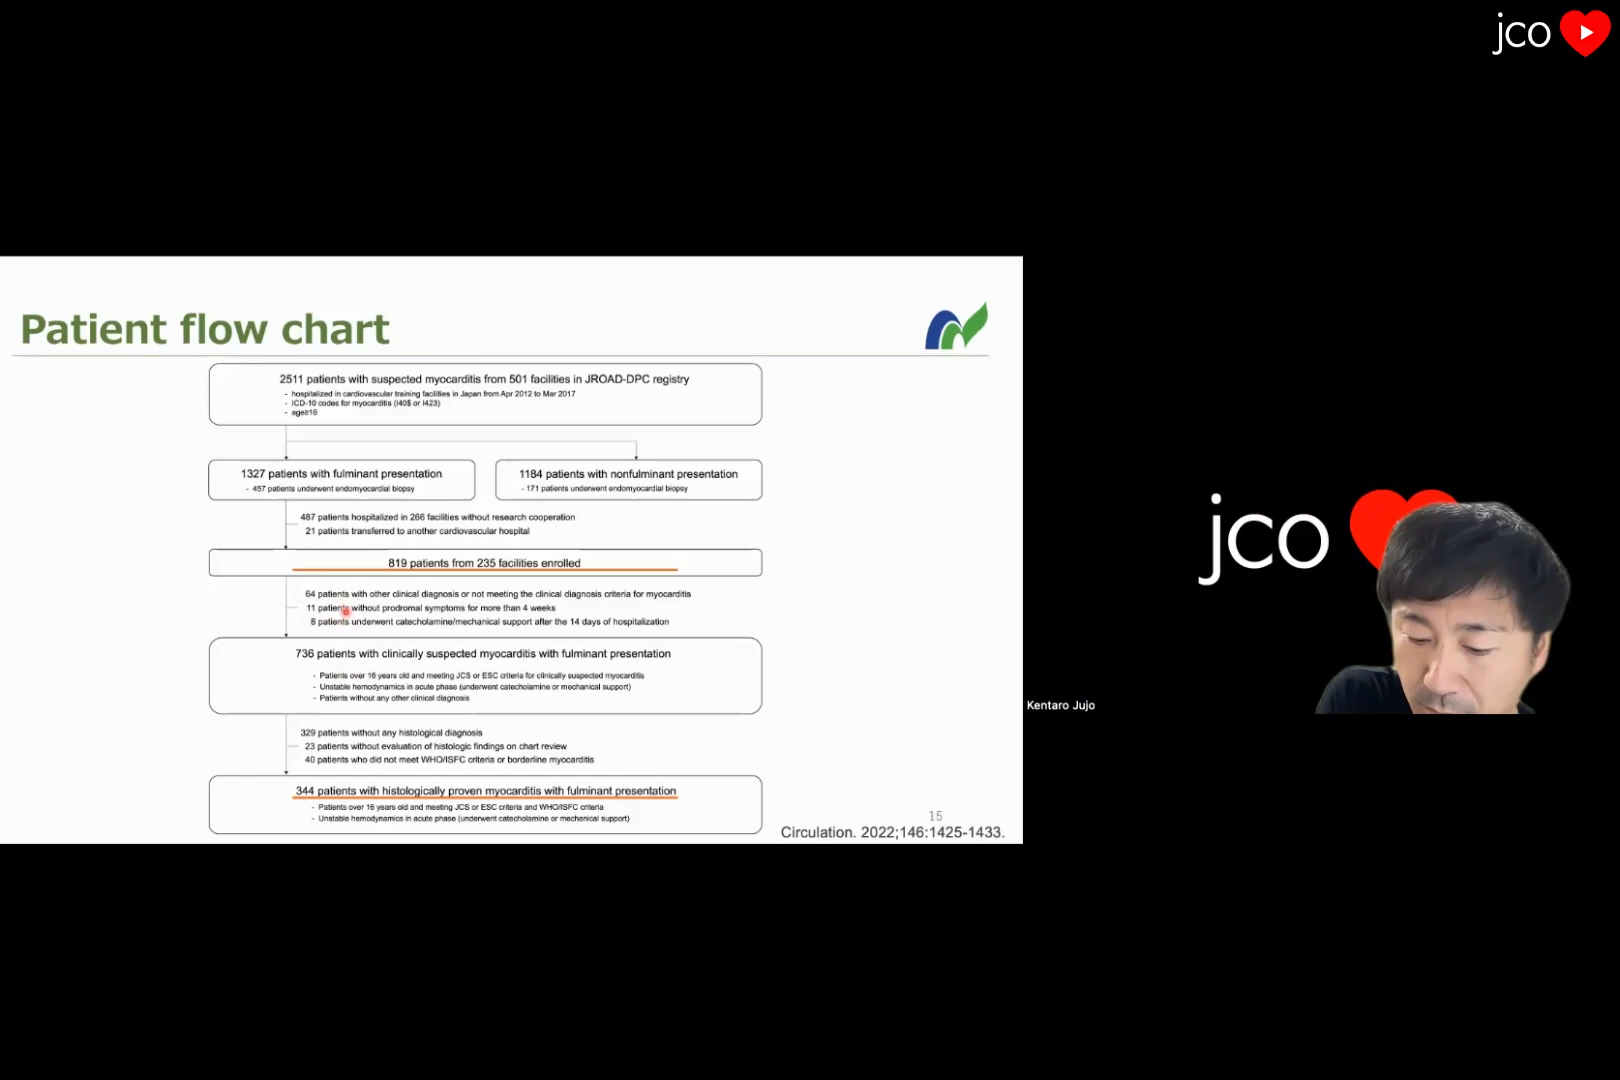 jco
Patient flow chart
2511 patients with suspected myocarditis from 501 facilities in JROAD-DPC registry
- hospitalized in cardiovascular training facilities in Japan from Apr 2012 to Mar 2017
- ICD-10 codes for myocarditis (I40$ or I423)
- age≥16
1327 patients with fulminant presentation
- 457 patients underwent endomyocardial biopsy
1184 patients with nonfulminant presentation
- 171 patients underwent endomyocardial biopsy
487 patients hospitalized in 266 facilities without research cooperation
21 patients transferred to another cardiovascular hospital
819 patients from 235 facilities enrolled
64 patients with other clinical diagnosis or not meeting the clinical diagnosis criteria for myocarditis
11 patients without prodromal symptoms for more than 4 weeks
8 patients underwent catecholamine/mechanical support after the 14 days of hospitalization
736 patients with clinically suspected myocarditis with fulminant presentation
- Patients over 16 years old and meeting JCS or ESC criteria for clinically suspected myocarditis
- Unstable hemodynamics in acute phase (underwent catecholamine or mechanical support)
- Patients without any other clinical diagnosis
329 patients without any histological diagnosis
23 patients without evaluation of histologic findings on chart review
40 patients who did not meet WHO/ISFC criteria or borderline myocarditis
344 patients with histologically proven myocarditis with fulminant presentation
- Patients over 16 years old and meeting JCS or ESC criteria and WHO/ISFC criteria
- Unstable hemodynamics in acute phase (underwent catecholamine or mechanical support)
15
Circulation. 2022;146:1425-1433.
jco
Kentaro Jujo